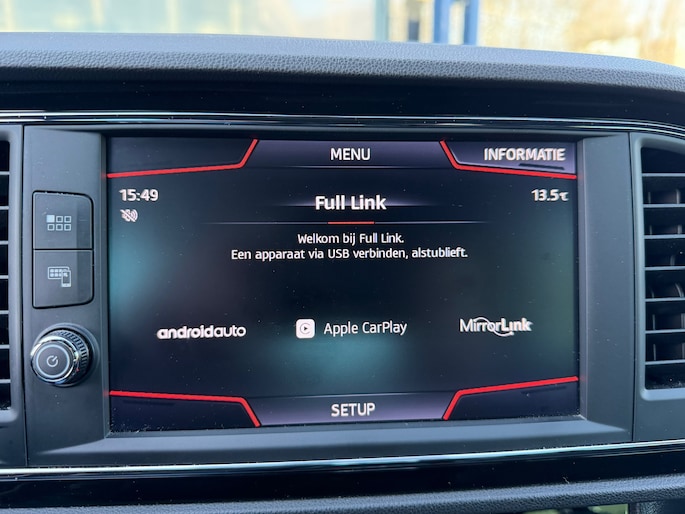 MENU
INFORMATIE
15:49
13.5°C
Full Link
Welkom bij Full Link.
Een apparaat via USB verbinden, alstublieft.
androidauto
Apple CarPlay
MirrorLink
SETUP